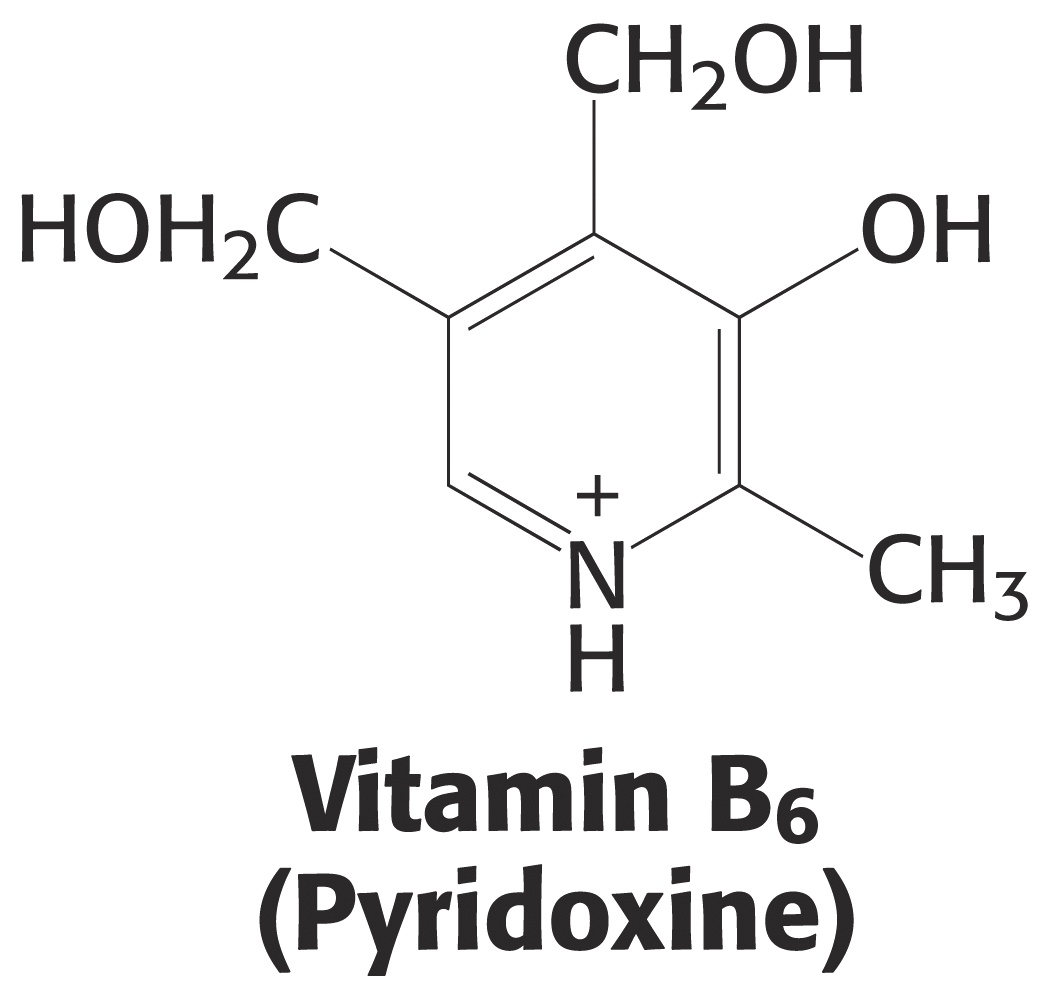 CH₂OH
HOH₂C
OH
+
N
H
CH₃
Vitamin B₆
(Pyridoxine)